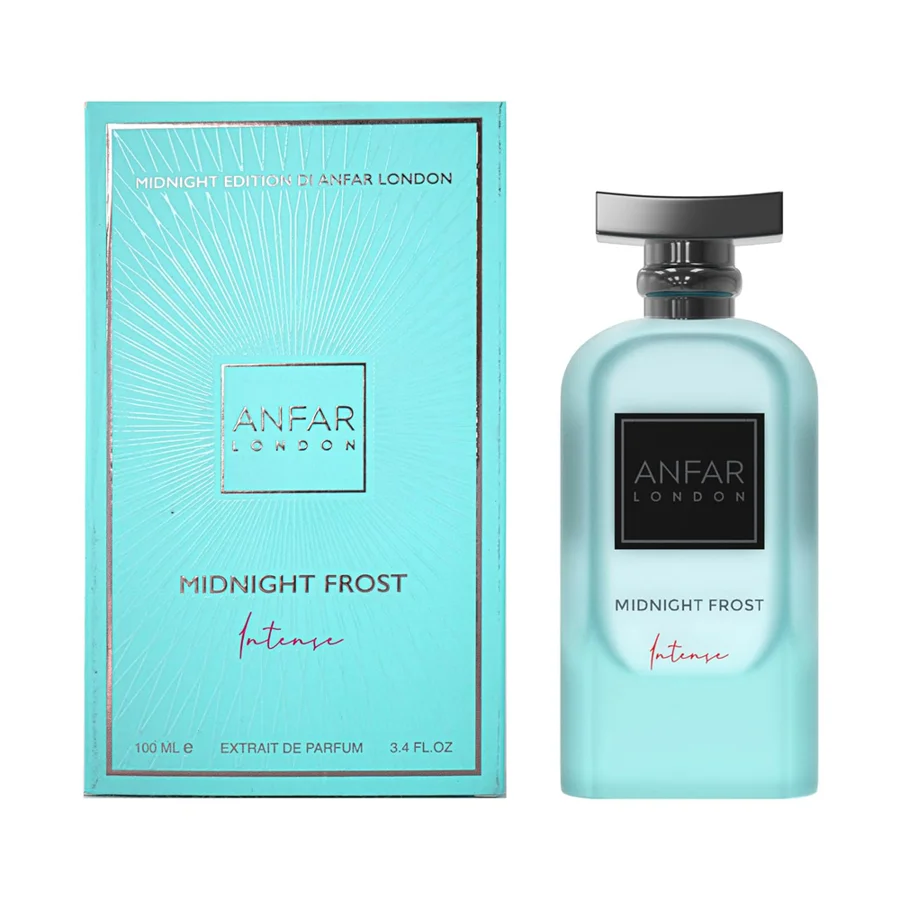 MIDNIGHT EDITION DI ANFAR LONDON
ANFAR
LONDON
MIDNIGHT FROST
Intense
100 ML e EXTRAIT DE PARFUM 3.4 FL.OZ
ANFAR
LONDON
MIDNIGHT FROST
Intense